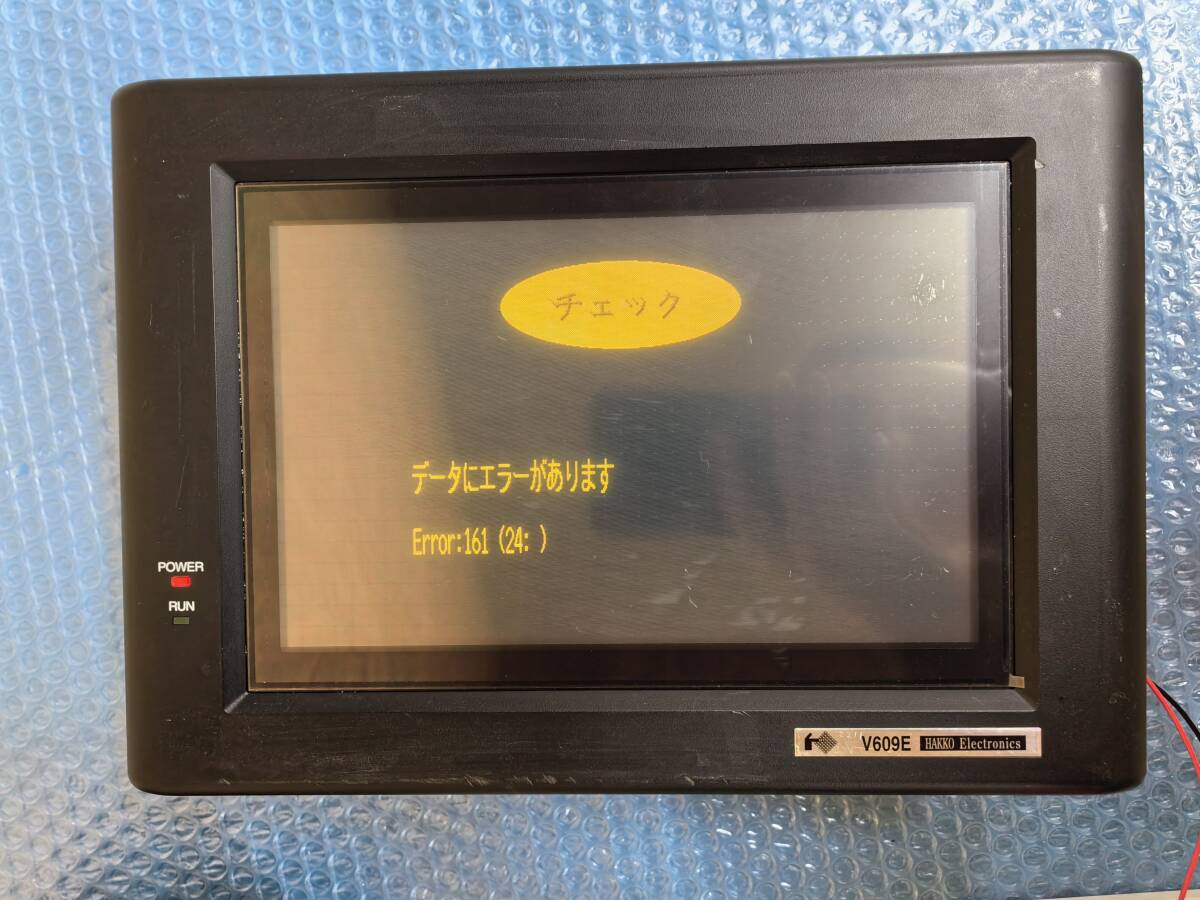 チェック
データにエラーがあります
Error:161 (24: )
POWER
RUN
V609E HAKKO Electronics